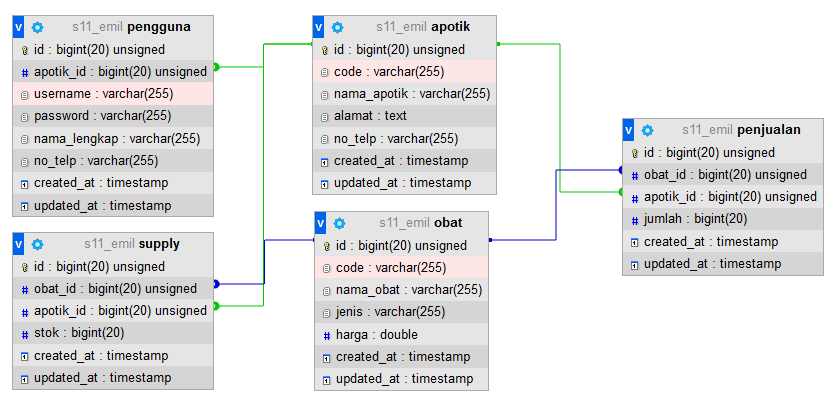 v s11_emil pengguna
id : bigint(20) unsigned
# apotik_id : bigint(20) unsigned
username : varchar(255)
password : varchar(255)
nama_lengkap : varchar(255)
no_telp : varchar(255)
created_at : timestamp
updated_at : timestamp
v s11_emil apotik
id : bigint(20) unsigned
code : varchar(255)
nama_apotik : varchar(255)
alamat : text
no_telp : varchar(255)
created_at : timestamp
updated_at : timestamp
v s11_emil penjualan
id : bigint(20) unsigned
# obat_id : bigint(20) unsigned
# apotik_id : bigint(20) unsigned
# jumlah : bigint(20)
created_at : timestamp
updated_at : timestamp
v s11_emil supply
id : bigint(20) unsigned
# obat_id : bigint(20) unsigned
# apotik_id : bigint(20) unsigned
# stok : bigint(20)
created_at : timestamp
updated_at : timestamp
v s11_emil obat
id : bigint(20) unsigned
code : varchar(255)
nama_obat : varchar(255)
jenis : varchar(255)
# harga : double
created_at : timestamp
updated_at : timestamp